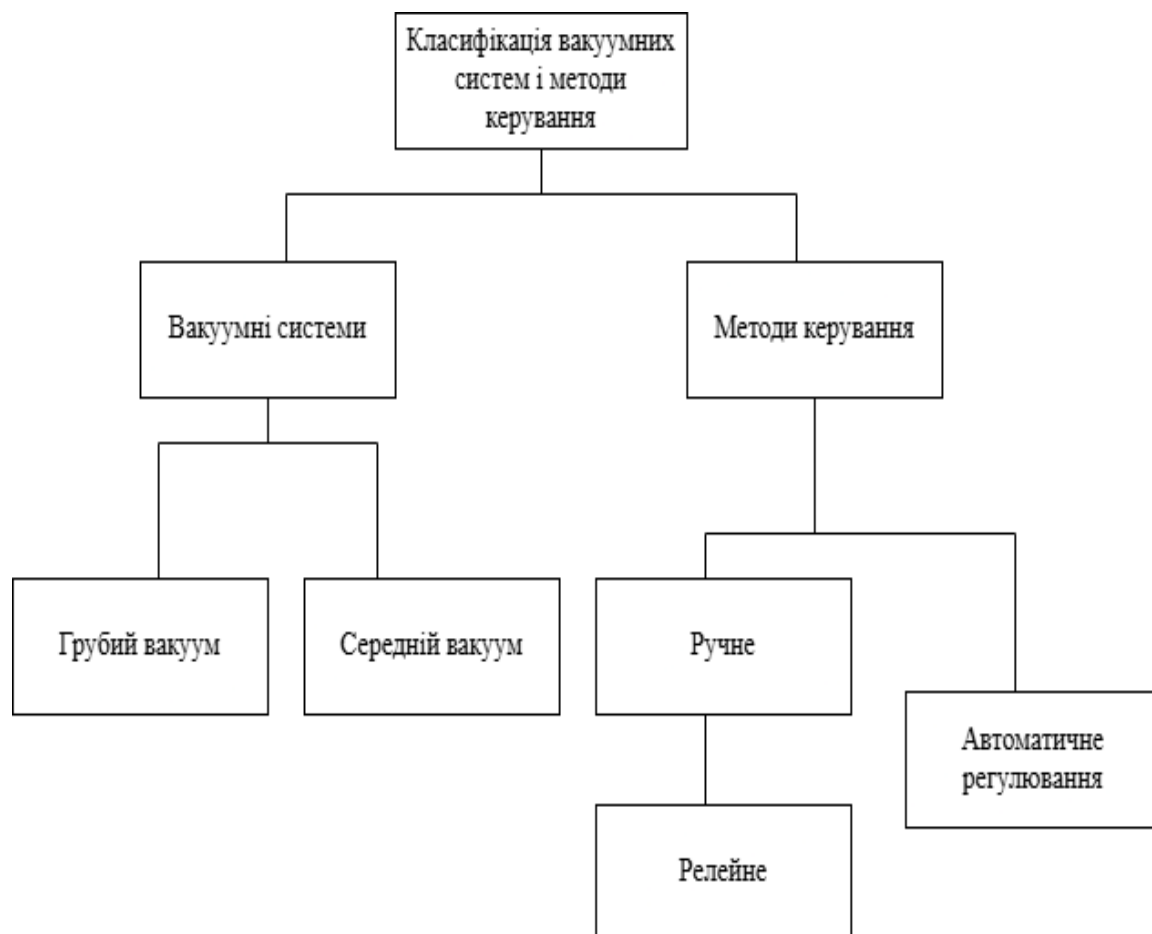 Класифікація вакуумних
систем і методи
керування
Вакуумні системи
Методи керування
Грубий вакуум
Середній вакуум
Ручне
Автоматичне
регулювання
Релейне